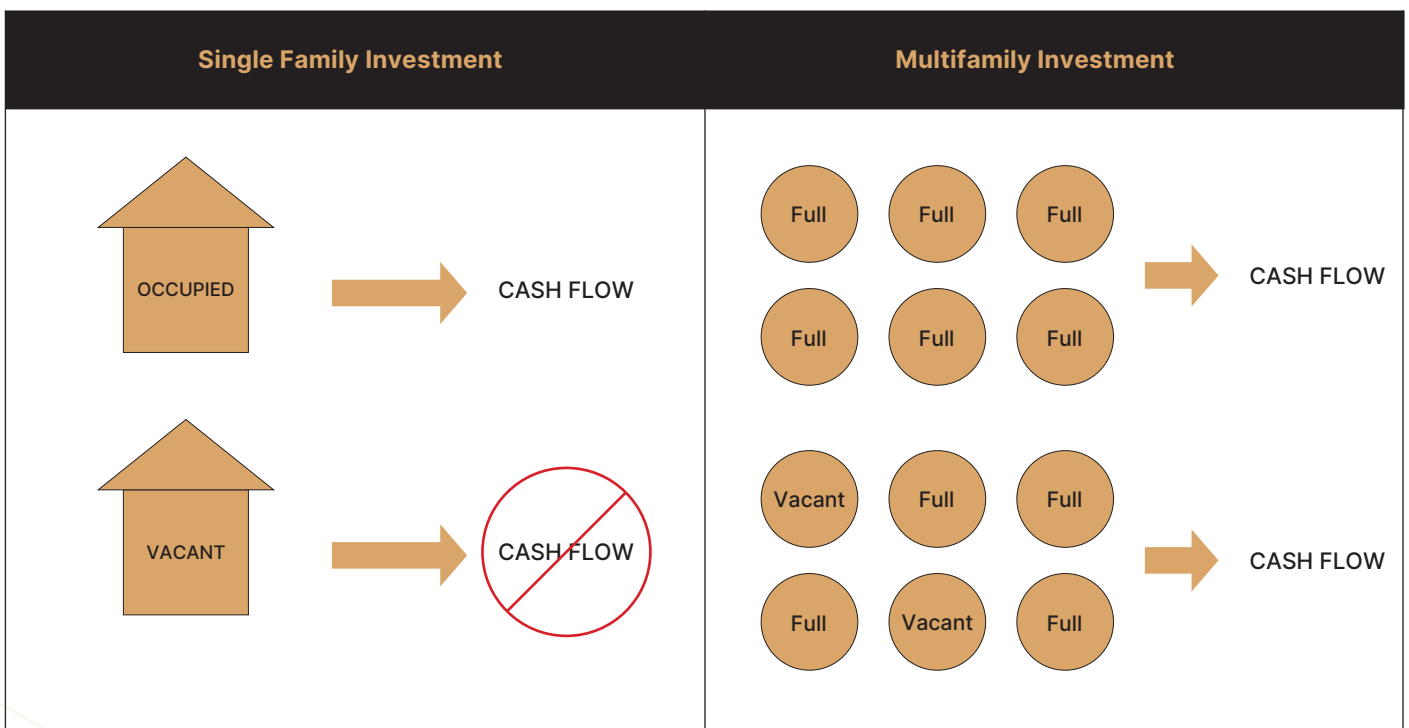 Single Family Investment
Multifamily Investment
OCCUPIED
CASH FLOW
VACANT
CASH FLOW
Full
Full
Full
Full
Full
Full
CASH FLOW
Vacant
Full
Full
Full
Vacant
Full
CASH FLOW